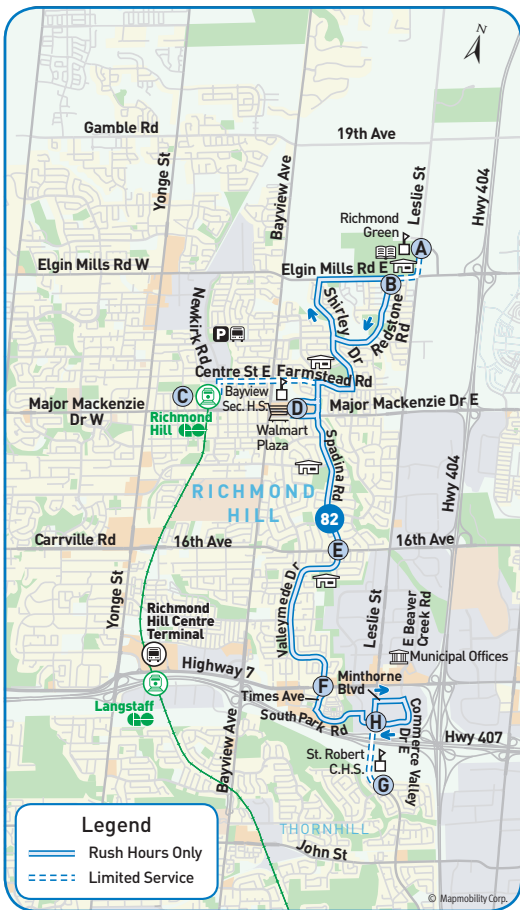 N
Gamble Rd
19th Ave
Yonge St
Bayview Ave
Leslie St
Hwy 404
Richmond
Green
A
Elgin Mills Rd W
Elgin Mills Rd E
B
Newkirk Rd
Shirley Dr
Redstone
Rd
P
Centre St E
Farmstead Rd
C
Bayview
Sec. H.S.
D
Major Mackenzie
Dr W
Major Mackenzie Dr E
Richmond
Hill
Walmart
Plaza
Spadina Rd
Hwy 404
RICHMOND
HILL
82
Carrville Rd
16th Ave
16th Ave
E
Yonge St
Valleymede Dr
Leslie St
E Beaver
Creek Rd
Richmond
Hill Centre
Terminal
Municipal Offices
Highway 7
F
Minthorne
Blvd
Times Ave
Langstaff
South Park Rd
H
Commerce Valley
Dr E
Hwy 407
Bayview Ave
St. Robert
C.H.S.
G
THORNHILL
John St
Legend
Rush Hours Only
Limited Service
© Mapmobility Corp.